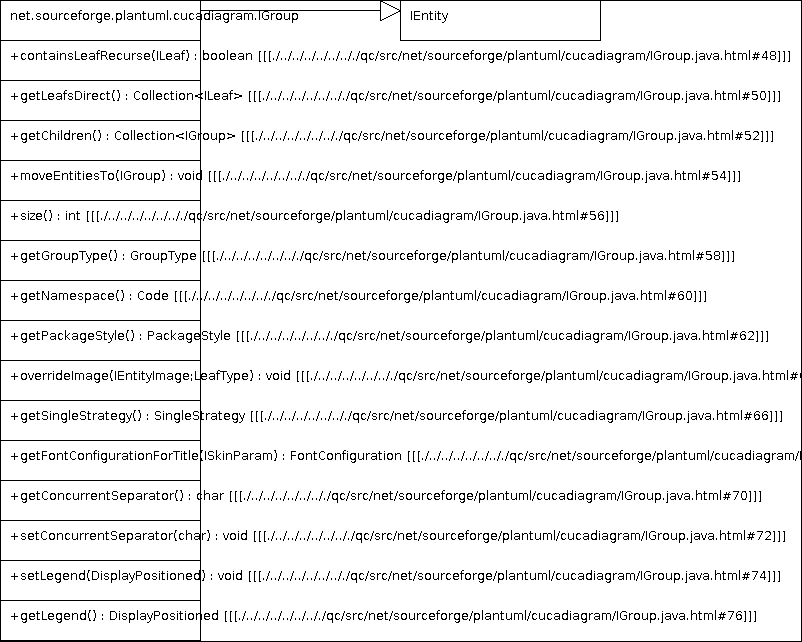 net.sourceforge.plantuml.cucadiagram.IGroup
IEntity
+containsLeafRecurse(ILeaf) : boolean [[[./../../../../../../qc/src/net/sourceforge/plantuml/cucadiagram/IGroup.java.html#48]]]
+getLeafsDirect() : Collection<ILeaf> [[[./../../../../../../qc/src/net/sourceforge/plantuml/cucadiagram/IGroup.java.html#50]]]
+getChildren() : Collection<IGroup> [[[./../../../../../../qc/src/net/sourceforge/plantuml/cucadiagram/IGroup.java.html#52]]]
+moveEntitiesTo(IGroup) : void [[[./../../../../../../qc/src/net/sourceforge/plantuml/cucadiagram/IGroup.java.html#54]]]
+size() : int [[[./../../../../../../qc/src/net/sourceforge/plantuml/cucadiagram/IGroup.java.html#56]]]
+getGroupType() : GroupType [[[./../../../../../../qc/src/net/sourceforge/plantuml/cucadiagram/IGroup.java.html#58]]]
+getNamespace() : Code [[[./../../../../../../qc/src/net/sourceforge/plantuml/cucadiagram/IGroup.java.html#60]]]
+getPackageStyle() : PackageStyle [[[./../../../../../../qc/src/net/sourceforge/plantuml/cucadiagram/IGroup.java.html#62]]]
+overrideImage(IEntityImage;LeafType) : void [[[./../../../../../../qc/src/net/sourceforge/plantuml/cucadiagram/IGroup.java.html#
+getSingleStrategy() : SingleStrategy [[[./../../../../../../qc/src/net/sourceforge/plantuml/cucadiagram/IGroup.java.html#66]]]
+getFontConfigurationForTitle(ISkinParam) : FontConfiguration [[[./../../../../../../qc/src/net/sourceforge/plantuml/cucadiagram/
+getConcurrentSeparator() : char [[[./../../../../../../qc/src/net/sourceforge/plantuml/cucadiagram/IGroup.java.html#70]]]
+setConcurrentSeparator(char) : void [[[./../../../../../../qc/src/net/sourceforge/plantuml/cucadiagram/IGroup.java.html#72]]]
+setLegend(DisplayPositioned) : void [[[./../../../../../../qc/src/net/sourceforge/plantuml/cucadiagram/IGroup.java.html#74]]]
+getLegend() : DisplayPositioned [[[./../../../../../../qc/src/net/sourceforge/plantuml/cucadiagram/IGroup.java.html#76]]]